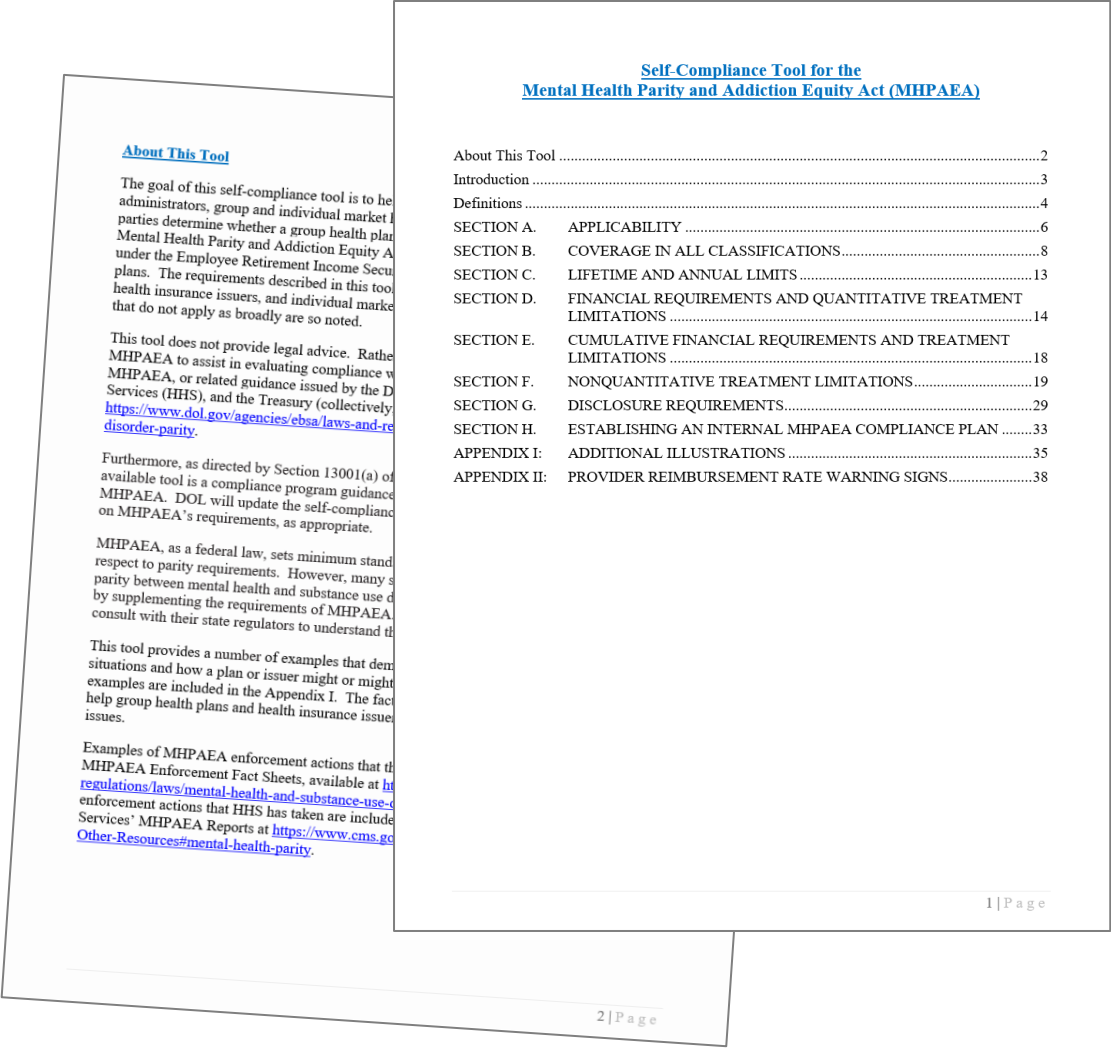 Self-Compliance Tool for the
Mental Health Parity and Addiction Equity Act (MHPAEA)
About This Tool ........................................................................................................................2
Introduction ................................................................................................................................3
Definitions ..................................................................................................................................4
SECTION A. APPLICABILITY ...........................................................................................6
SECTION B. COVERAGE IN ALL CLASSIFICATIONS...................................................8
SECTION C. LIFETIME AND ANNUAL LIMITS ............................................................13
SECTION D. FINANCIAL REQUIREMENTS AND QUANTITATIVE TREATMENT
LIMITATIONS ...........................................................................................14
SECTION E. CUMULATIVE FINANCIAL REQUIREMENTS AND TREATMENT
LIMITATIONS ...........................................................................................18
SECTION F. NONQUANTITATIVE TREATMENT LIMITATIONS..............................19
SECTION G. DISCLOSURE REQUIREMENTS...............................................................29
SECTION H. ESTABLISHING AN INTERNAL MHPAEA COMPLIANCE PLAN ........33
APPENDIX I: ADDITIONAL ILLUSTRATIONS ..............................................................35
APPENDIX II: PROVIDER REIMBURSEMENT RATE WARNING SIGNS.....................38
1 | P a g e
About This Tool
The goal of this self-compliance tool is to he
administrators, group and individual market
parties determine whether a group health plan
Mental Health Parity and Addiction Equity A
under the Employee Retirement Income Secu
plans. The requirements described in this tool
health insurance issuers, and individual marke
that do not apply as broadly are so noted.
This tool does not provide legal advice. Rathe
MHPAEA to assist in evaluating compliance w
MHPAEA, or related guidance issued by the D
Services (HHS), and the Treasury (collectively
https://www.dol.gov/agencies/ebsa/laws-and-re
disorder-parity.
Furthermore, as directed by Section 13001(a) of
available tool is a compliance program guidance
MHPAEA. DOL will update the self-complianc
on MHPAEA's requirements, as appropriate.
MHPAEA, as a federal law, sets minimum stand
respect to parity requirements. However, many s
parity between mental health and substance use d
by supplementing the requirements of MHPAEA.
consult with their state regulators to understand th
This tool provides a number of examples that dem
situations and how a plan or issuer might or might
examples are included in the Appendix I. The fact
help group health plans and health insurance issue
issues.
Examples of MHPAEA enforcement actions that th
MHPAEA Enforcement Fact Sheets, available at ht
regulations/laws/mental-health-and-substance-use-d
enforcement actions that HHS has taken are include
Services' MHPAEA Reports at https://www.cms.go
Other-Resources#mental-health-parity.
2 | P a g e